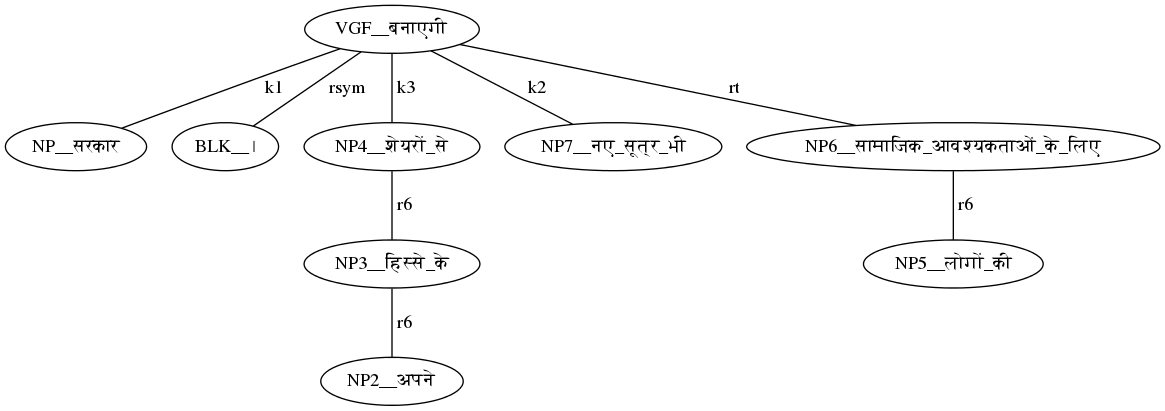 VGF__बनाएगी
k1
rsym
k3
k2
rt
NP__सरकार
BLK__।
NP4__शेयरों_से
NP7__नए_सूत्र_भी
NP6__सामाजिक_आवश्यकताओं_के_लिए
r6
r6
NP3__हिस्से_के
NP5__लोगों_की
r6
NP2__अपने